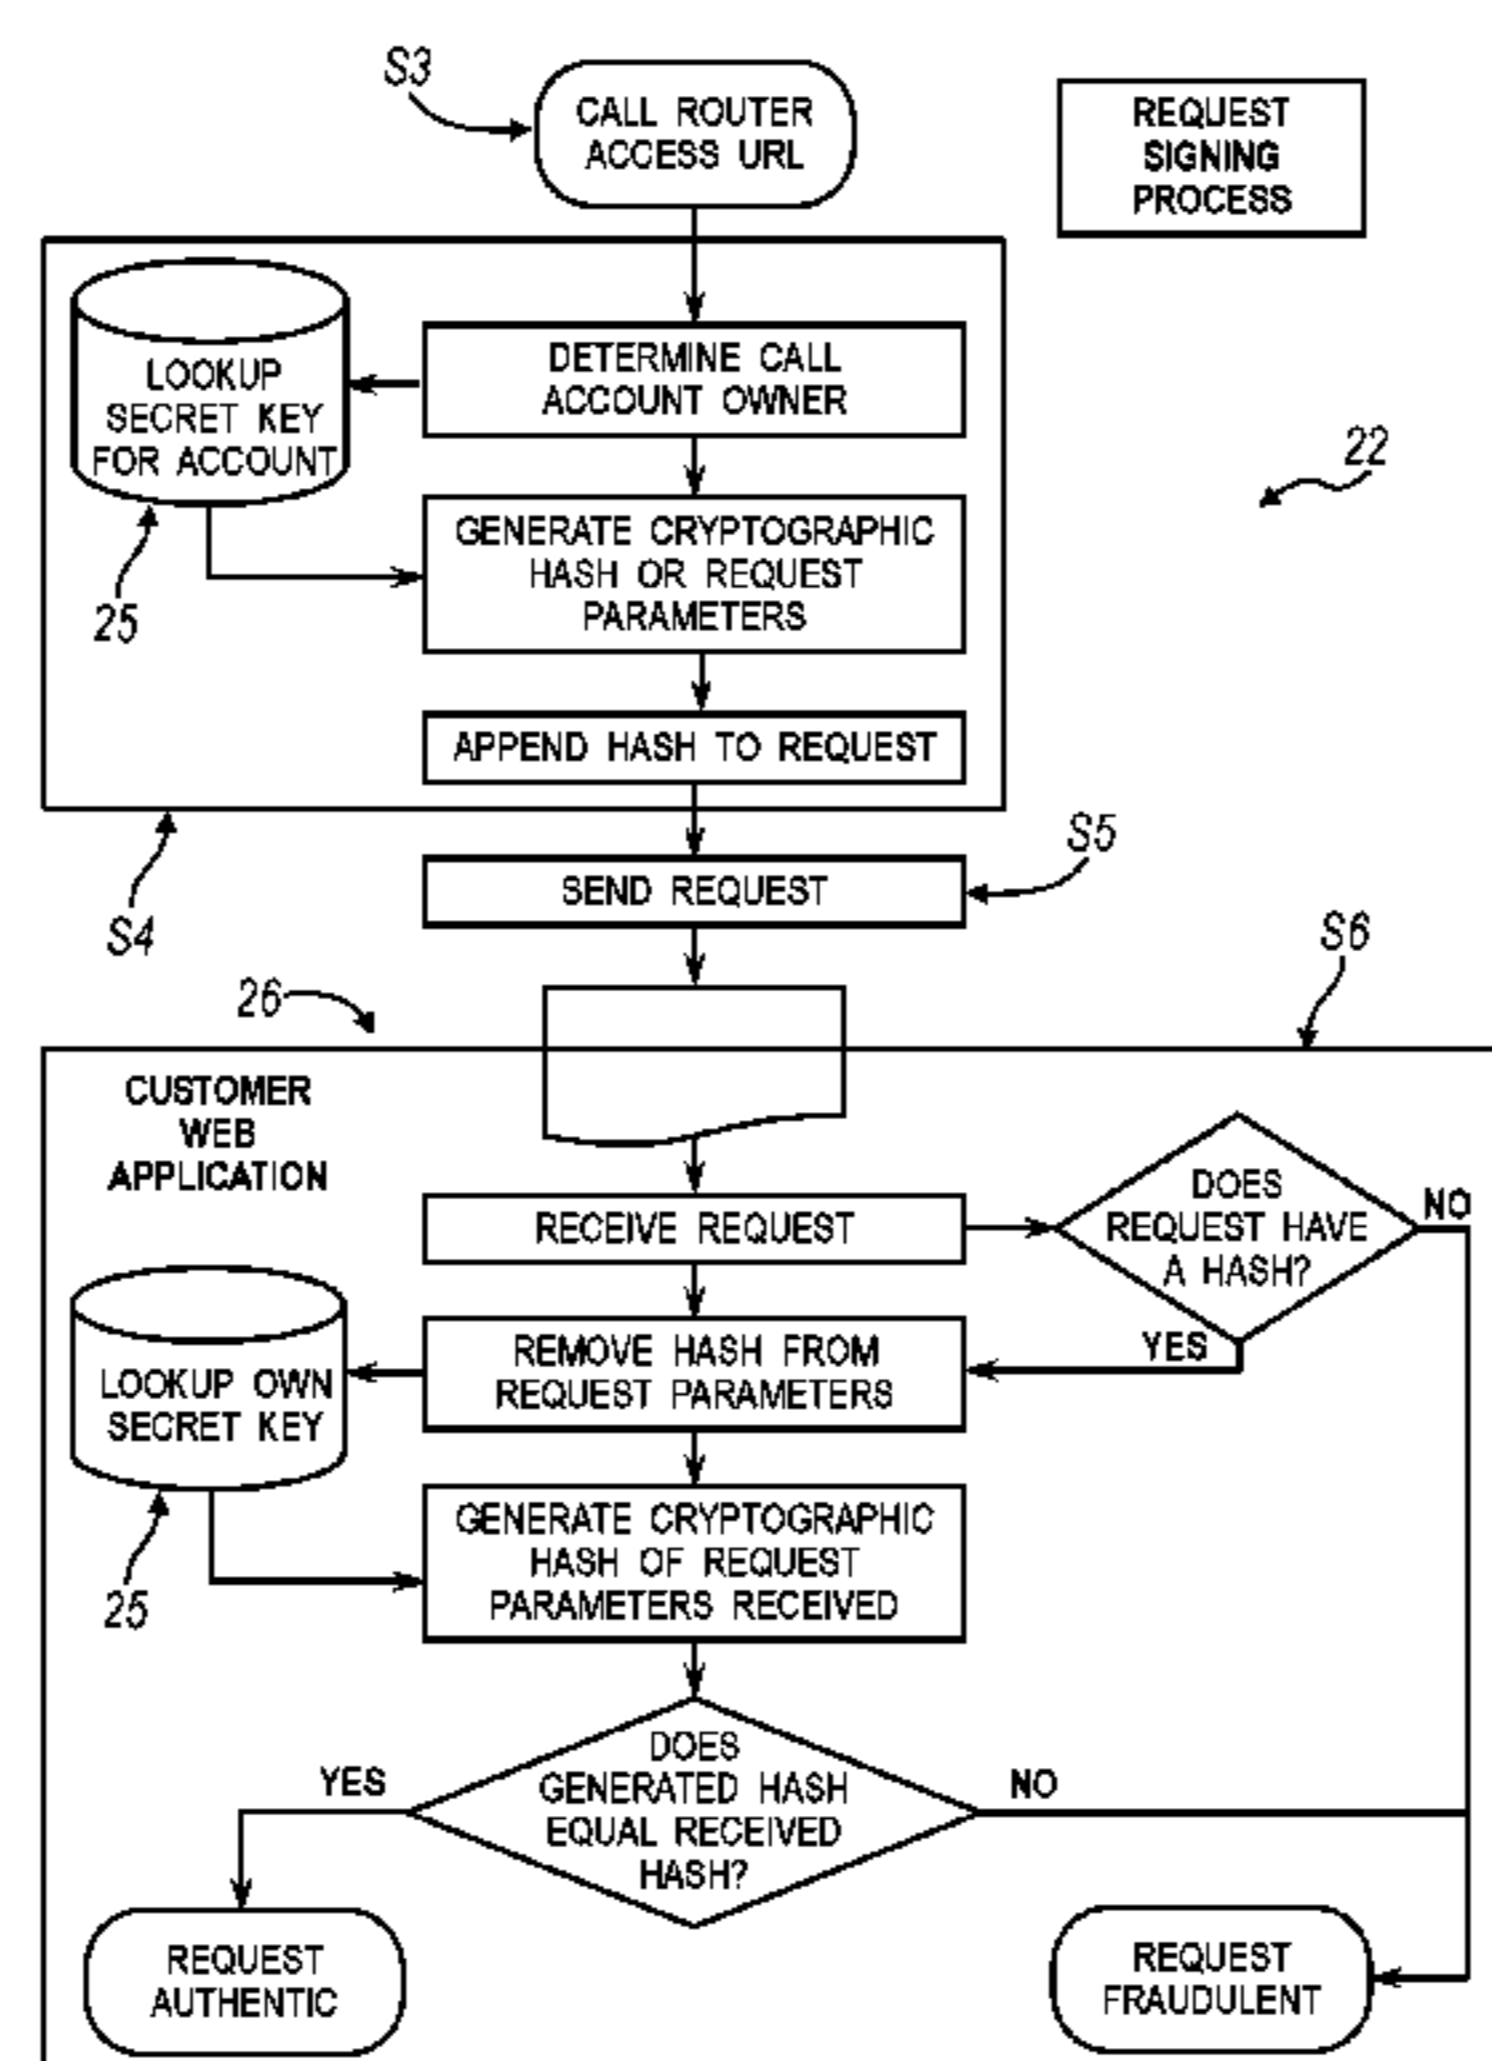 S3
CALL ROUTER
ACCESS URL
REQUEST
SIGNING
PROCESS
LOOKUP
SECRET KEY
FOR ACCOUNT
DETERMINE CALL
ACCOUNT OWNER
22
GENERATE CRYPTOGRAPHIC
HASH OR REQUEST
PARAMETERS
25
APPEND HASH TO REQUEST
S4
S5
SEND REQUEST
S6
26
CUSTOMER
WEB
APPLICATION
RECEIVE REQUEST
DOES
REQUEST HAVE
A HASH?
NO
YES
REMOVE HASH FROM
REQUEST PARAMETERS
LOOKUP OWN
SECRET KEY
GENERATE CRYPTOGRAPHIC
HASH OF REQUEST
PARAMETERS RECEIVED
25
DOES
GENERATED HASH
EQUAL RECEIVED
HASH?
YES
NO
REQUEST
AUTHENTIC
REQUEST
FRAUDULENT